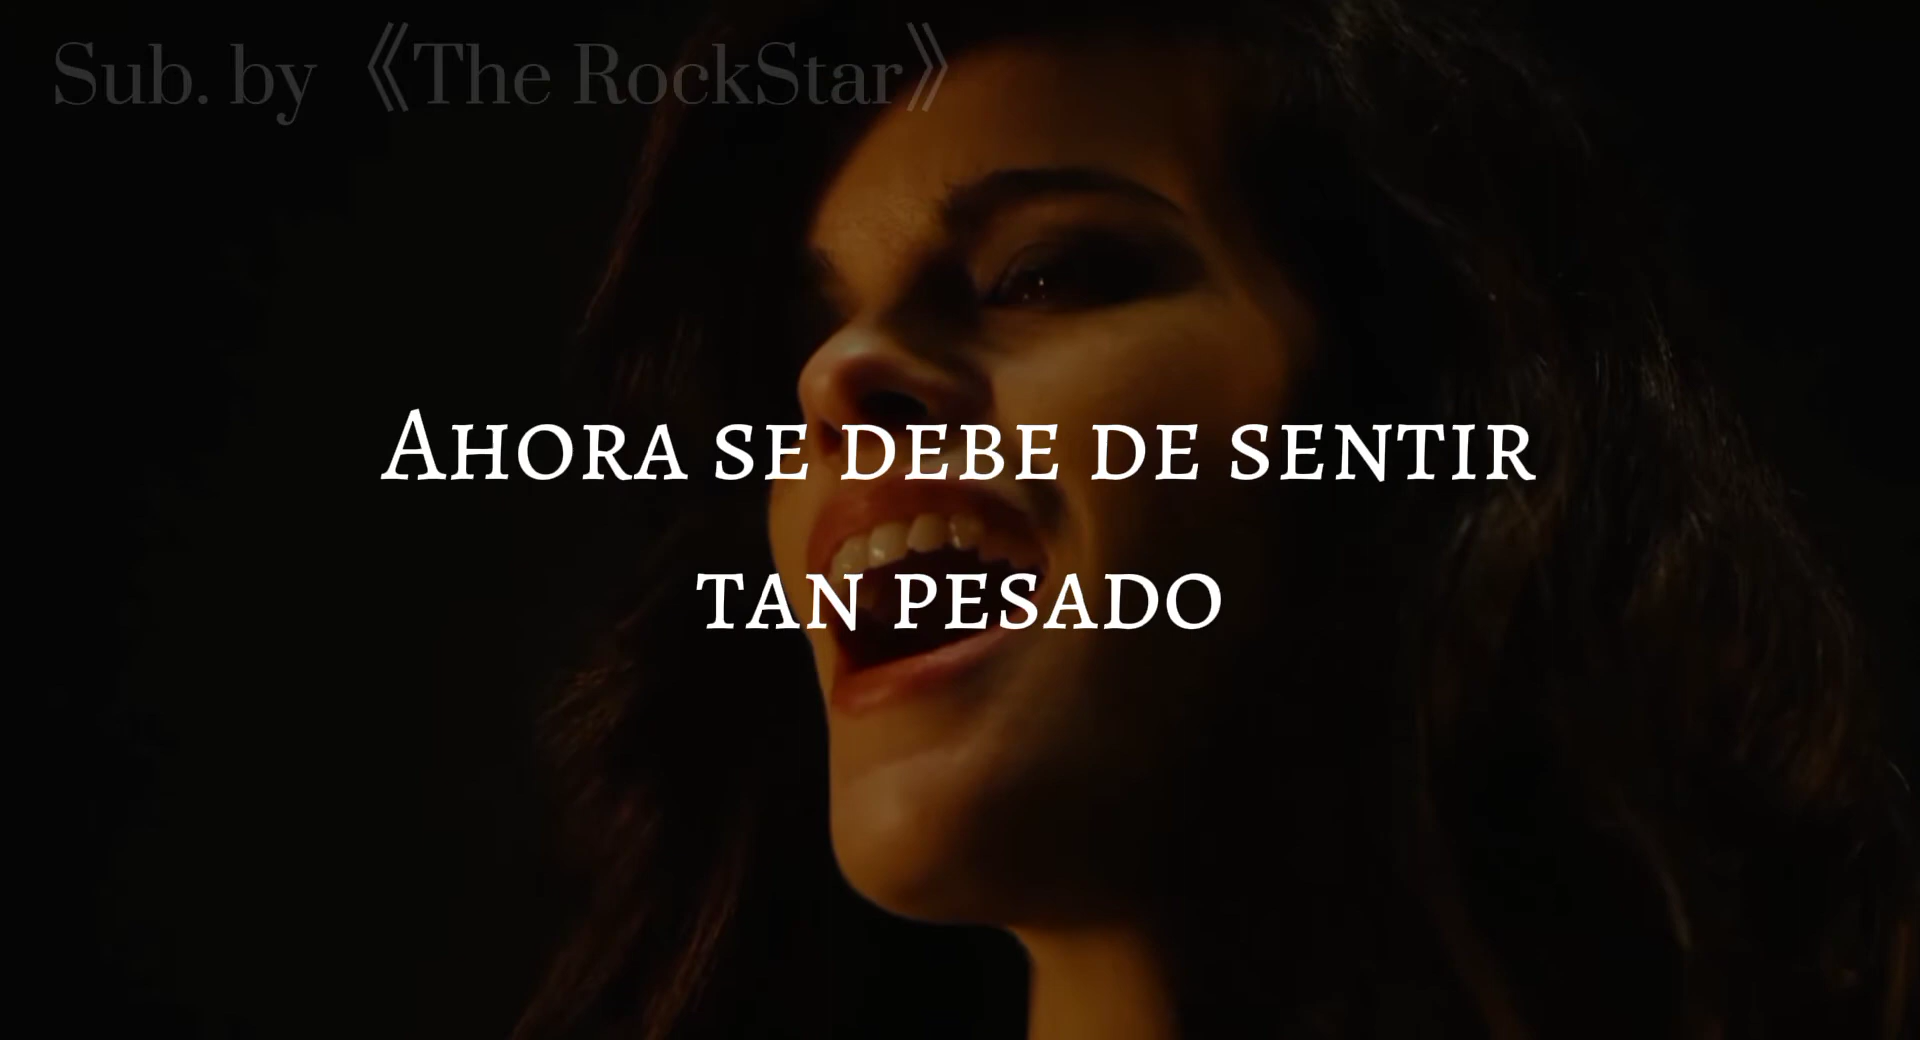 Sub. by 《The RockStar》
Ahora se debe de sentir
tan pesado